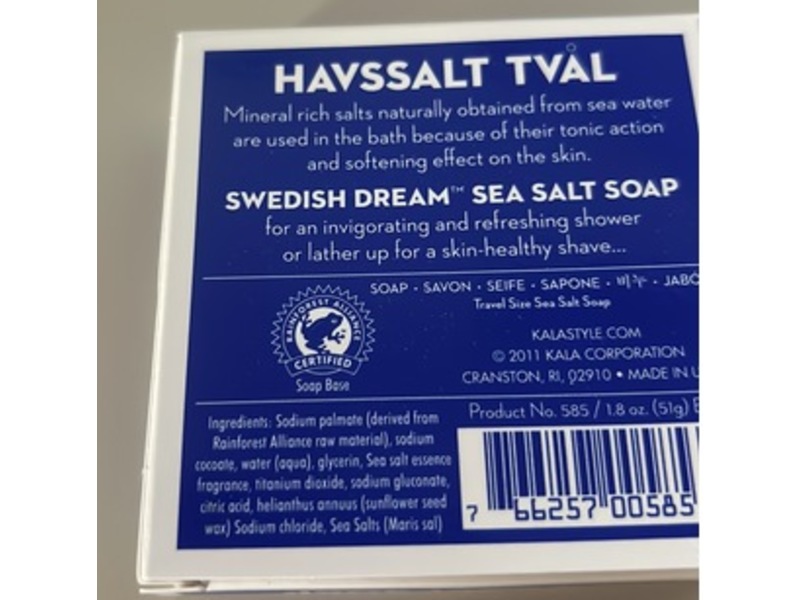 HAVSSALT TVÅL
Mineral rich salts naturally obtained from sea water
are used in the bath because of their tonic action
and softening effect on the skin.
SWEDISH DREAM™ SEA SALT SOAP
for an invigorating and refreshing shower
or lather up for a skin-healthy shave...
SOAP · SAVON · SEIFE · SAPONE · 비누 · JABÓ
Travel Size Sea Salt Soap
RAINFOREST ALLIANCE
CERTIFIED
Soap Base
KALASTYLE.COM
© 2011 KALA CORPORATION
CRANSTON, RI, 02910 • MADE IN U
Product No. 585 / 1.8 oz. (51g)
Ingredients: Sodium palmate (derived from
Rainforest Alliance raw material), sodium
cocoate, water (aqua), glycerin, Sea salt essence
fragrance, titanium dioxide, sodium gluconate,
citric acid, helianthus annuus (sunflower seed
wax) Sodium chloride, Sea Salts (Maris sal)
7 66257 00585